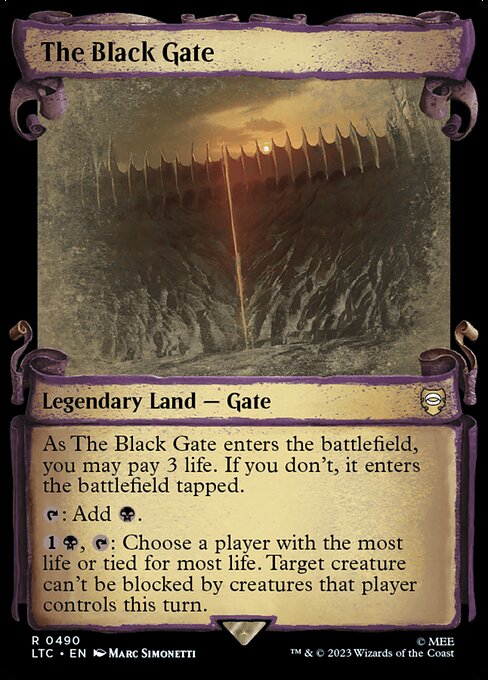 The Black Gate
Legendary Land — Gate
As The Black Gate enters the battlefield,
you may pay 3 life. If you don't, it enters
the battlefield tapped.
: Add .
1, : Choose a player with the most
life or tied for most life. Target creature
can't be blocked by creatures that player
controls this turn.
R 0490
LTC • EN Marc Simonetti
© MEE
™ & © 2023 Wizards of the Coast